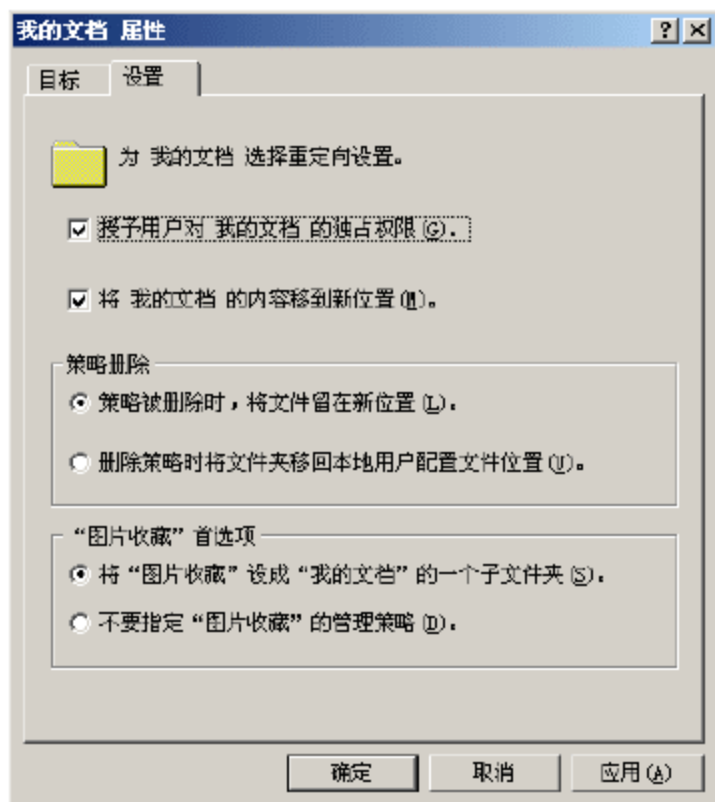 我的文档 属性
目标 设置
为 我的文档 选择重定向设置。
授予用户对 我的文档 的独占权限(G).
将 我的文档 的内容移到新位置(M)。
策略删除
策略被删除时，将文件留在新位置(L).
删除策略时将文件夹移回本地用户配置文件位置(U)。
“图片收藏”首选项
将“图片收藏”设成“我的文档”的一个子文件夹(S).
不要指定“图片收藏”的管理策略(D).
确定 取消 应用(A)